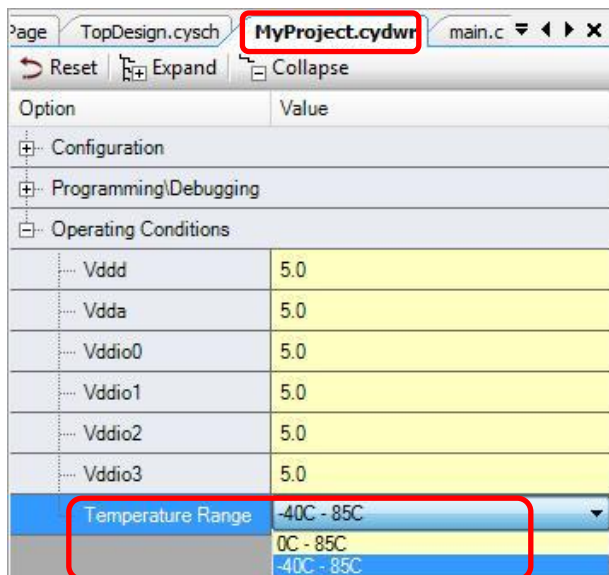 Page TopDesign.cysch MyProject.cydwr main.c
Reset Expand Collapse
Option Value
Configuration
Programming\Debugging
Operating Conditions
Vddd 5.0
Vdda 5.0
Vddio0 5.0
Vddio1 5.0
Vddio2 5.0
Vddio3 5.0
Temperature Range -40C - 85C
0C - 85C
-40C - 85C